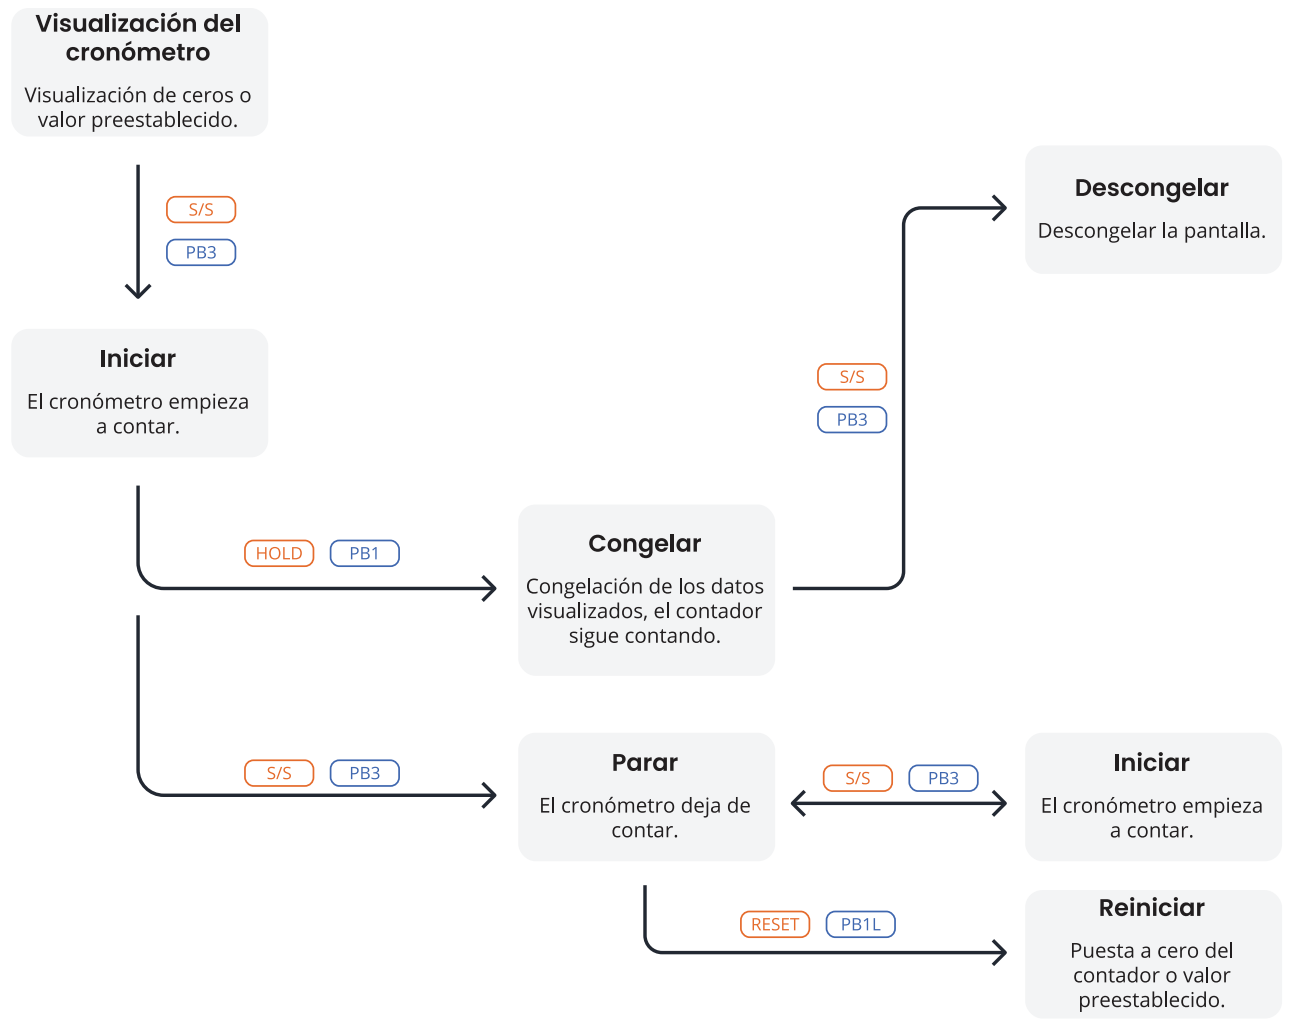 Visualización del
cronómetro
Visualización de ceros o
valor preestablecido.
S/S
PB3
Descongelar
Descongelar la pantalla.
Iniciar
El cronómetro empieza
a contar.
S/S
PB3
HOLD PB1
Congelar
Congelación de los datos
visualizados, el contador
sigue contando.
S/S PB3
Parar
El cronómetro deja de
contar.
S/S PB3
Iniciar
El cronómetro empieza
a contar.
RESET PB1L
Reiniciar
Puesta a cero del
contador o valor
preestablecido.